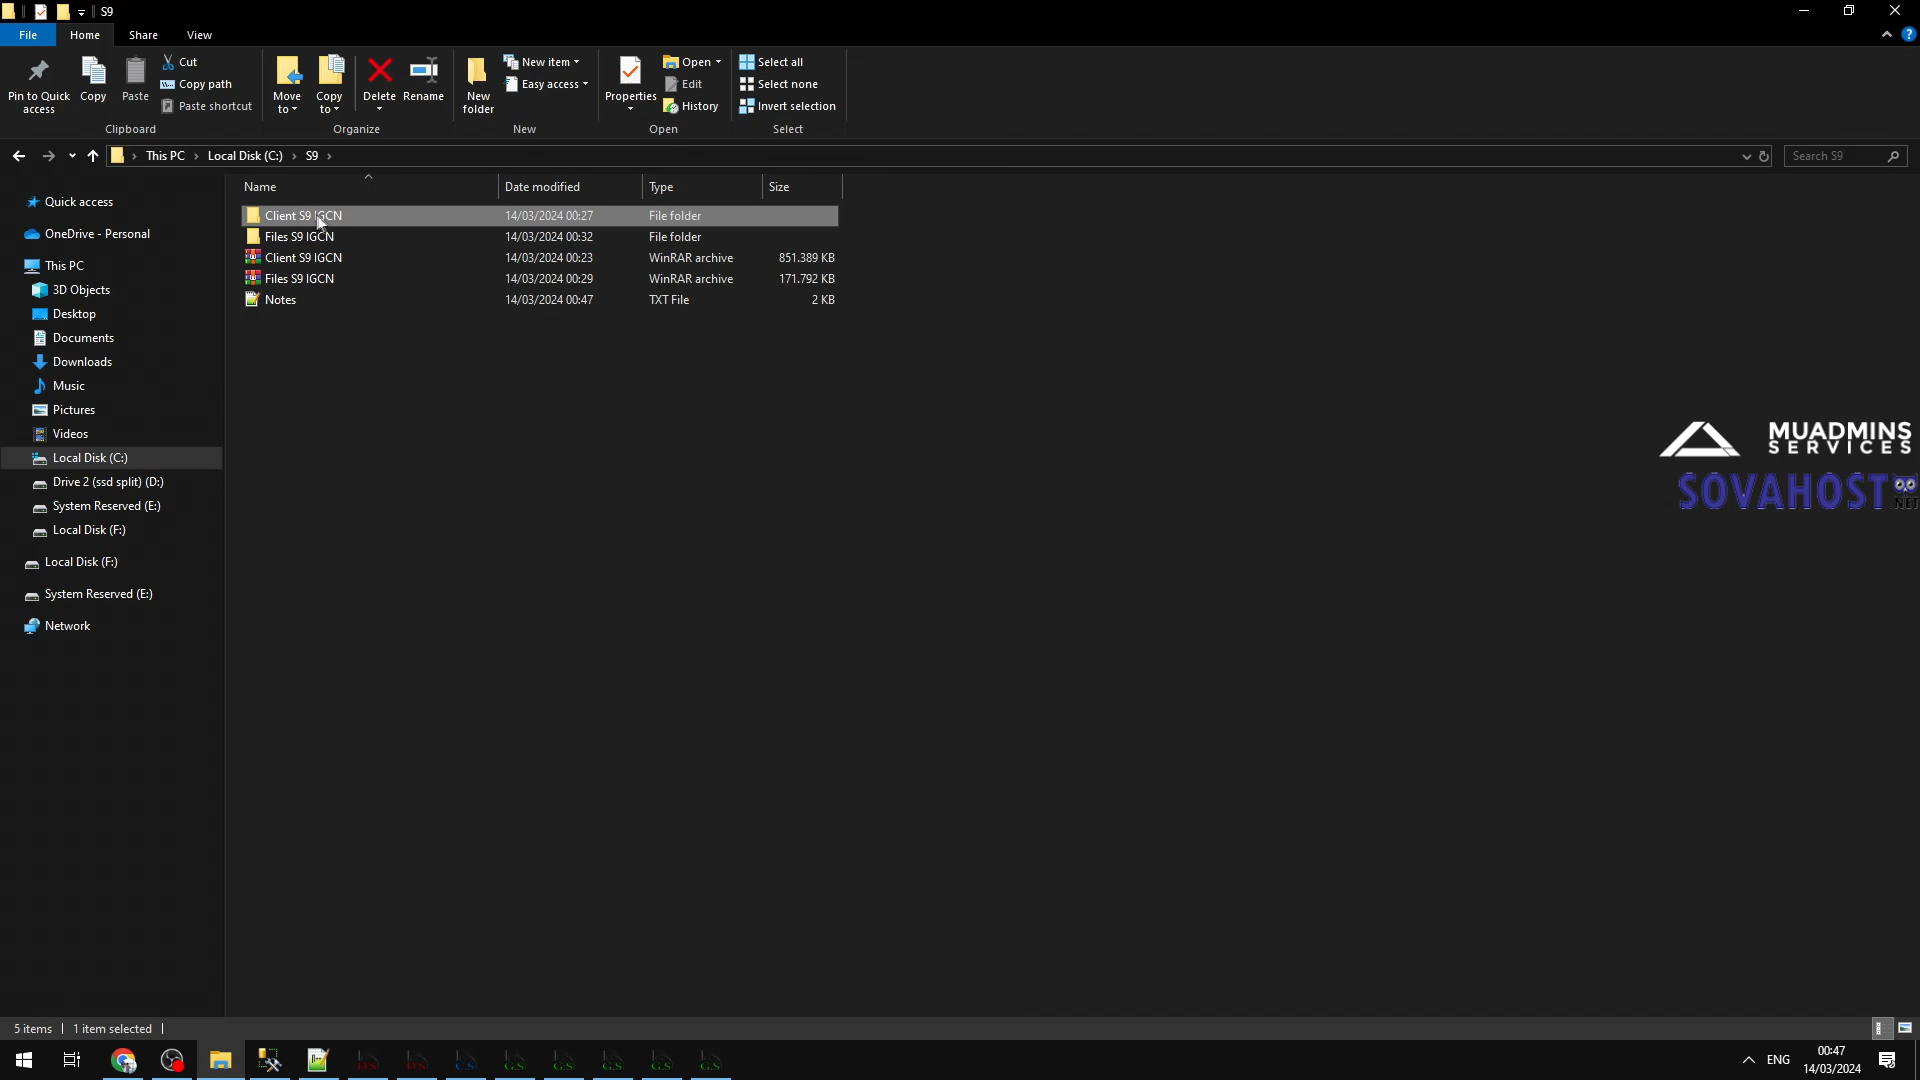 S9
File Home Share View
Pin to Quick access
Copy
Paste
Cut
Copy path
Paste shortcut
Clipboard
Move to
Copy to
Delete
Rename
Organize
New folder
New item
Easy access
New
Properties
Open
Edit
History
Open
Select all
Select none
Invert selection
Select
This PC Local Disk (C:) S9
Search S9
Name Date modified Type Size
Client S9 IGCN 14/03/2024 00:27 File folder
Files S9 IGCN 14/03/2024 00:32 File folder
Client S9 IGCN 14/03/2024 00:23 WinRAR archive 851.389 KB
Files S9 IGCN 14/03/2024 00:29 WinRAR archive 171.792 KB
Notes 14/03/2024 00:47 TXT File 2 KB
Quick access
OneDrive - Personal
This PC
3D Objects
Desktop
Documents
Downloads
Music
Pictures
Videos
Local Disk (C:)
Drive 2 (ssd split) (D:)
System Reserved (E:)
Local Disk (F:)
Local Disk (F:)
System Reserved (E:)
Network
MUADMINS
SERVICES
SOVAHOST
NET
5 items 1 item selected
C.S G.S G.S G.S G.S G.S
ENG
00:47
14/03/2024